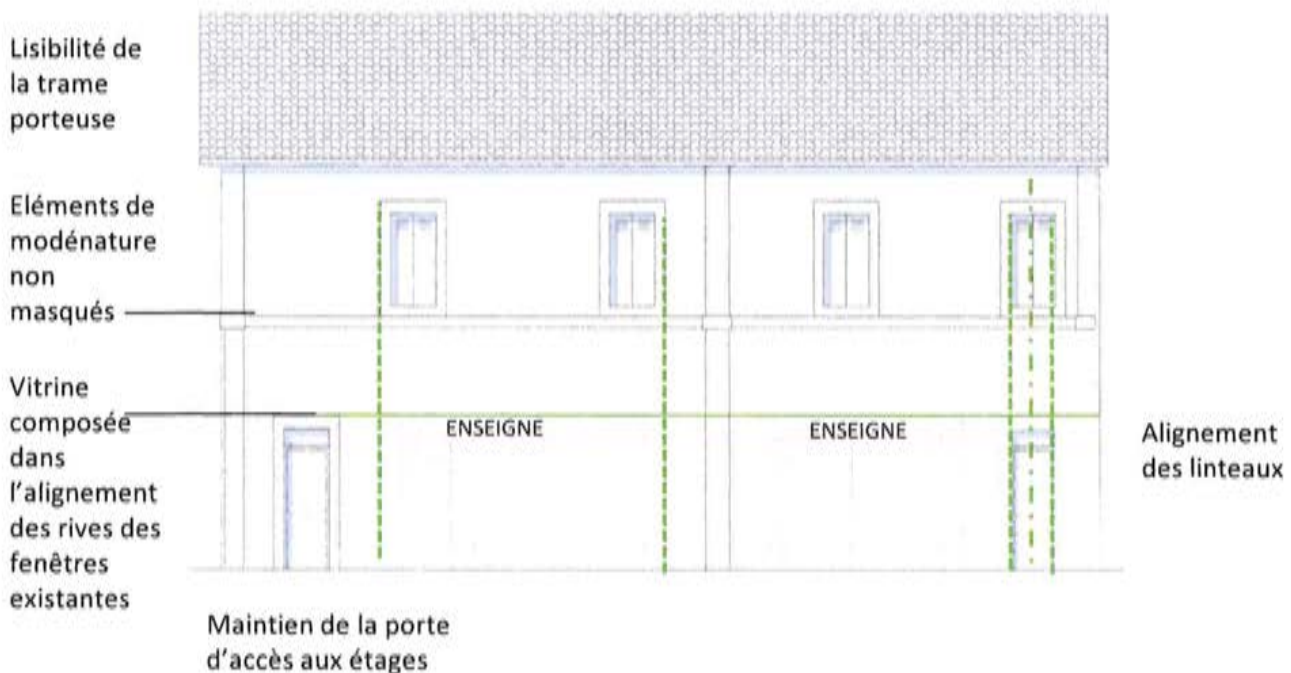 Lisibilité de
la trame
porteuse
Eléments de
modénature
non
masqués
Vitrine
composée
dans
l'alignement
des rives des
fenêtres
existantes
ENSEIGNE
ENSEIGNE
Alignement
des linteaux
Maintien de la porte
d'accès aux étages